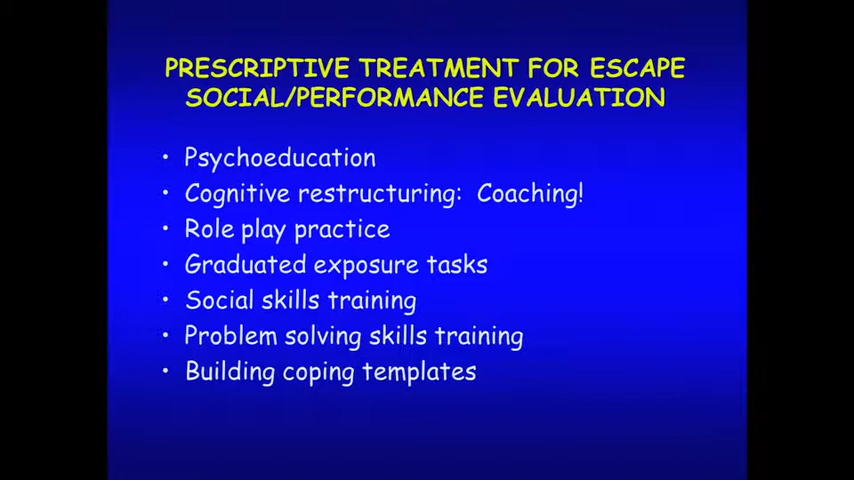 PRESCRIPTIVE TREATMENT FOR ESCAPE
SOCIAL/PERFORMANCE EVALUATION
• Psychoeducation
• Cognitive restructuring: Coaching!
• Role play practice
• Graduated exposure tasks
• Social skills training
• Problem solving skills training
• Building coping templates